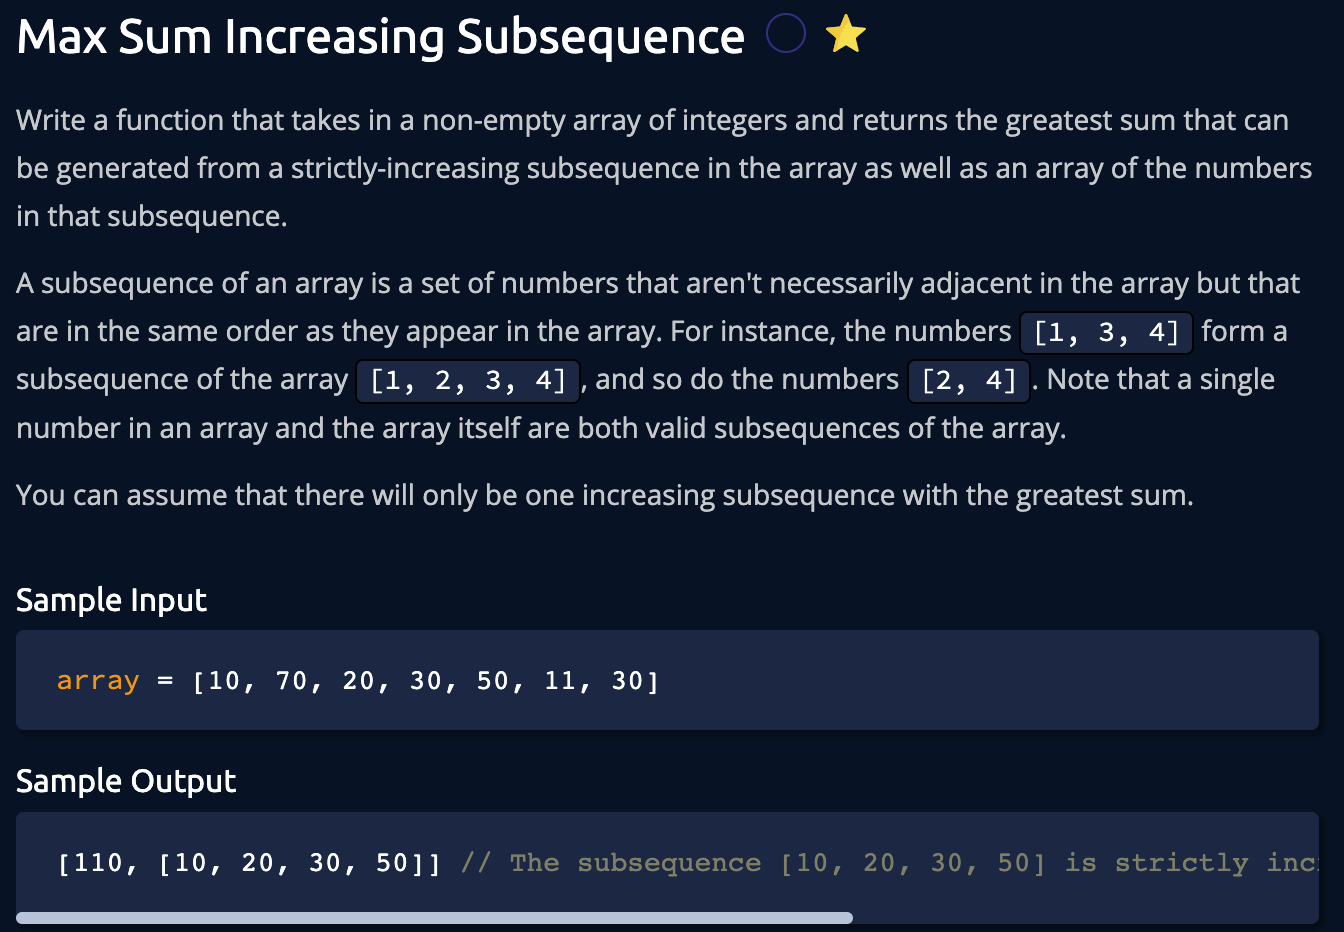 Max Sum Increasing Subsequence
Write a function that takes in a non-empty array of integers and returns the greatest sum that can
be generated from a strictly-increasing subsequence in the array as well as an array of the numbers
in that subsequence.
A subsequence of an array is a set of numbers that aren't necessarily adjacent in the array but that
are in the same order as they appear in the array. For instance, the numbers [1, 3, 4] form a
subsequence of the array [1, 2, 3, 4] , and so do the numbers [2, 4] . Note that a single
number in an array and the array itself are both valid subsequences of the array.
You can assume that there will only be one increasing subsequence with the greatest sum.
Sample Input
array = [10, 70, 20, 30, 50, 11, 30]
Sample Output
[110, [10, 20, 30, 50]] // The subsequence [10, 20, 30, 50] is strictly inc